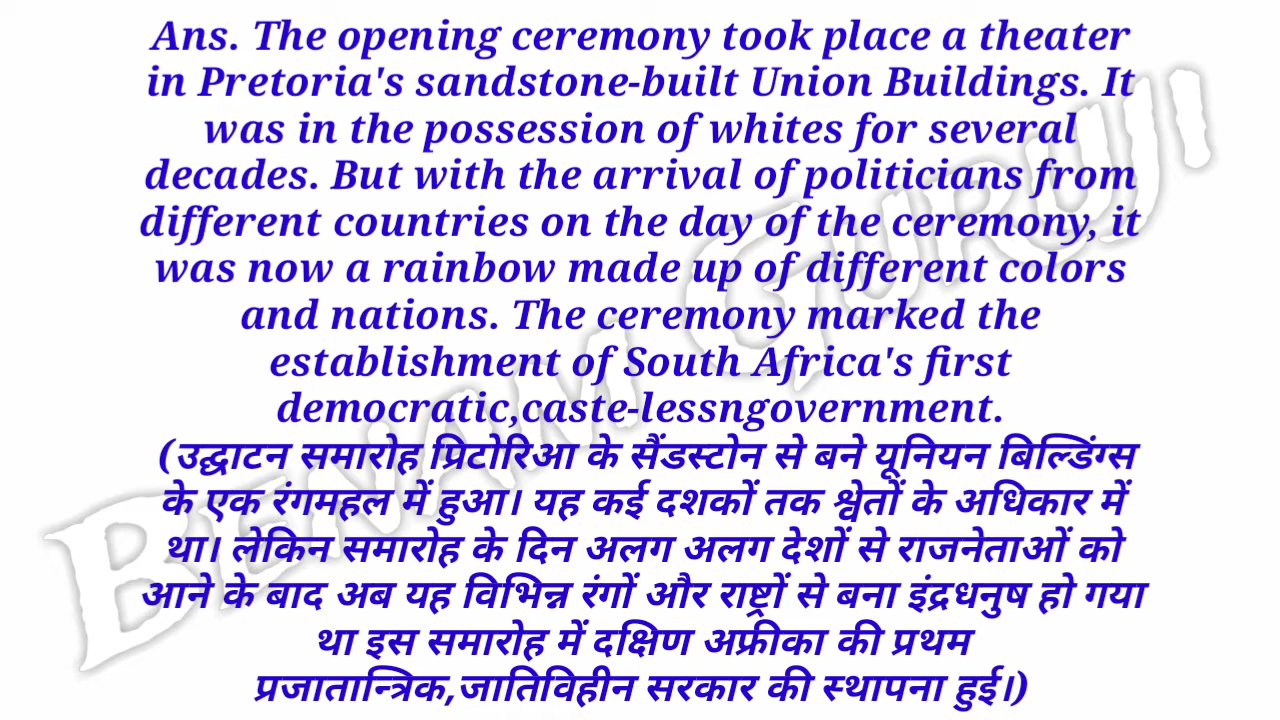 Ans. The opening ceremony took place a theater
in Pretoria's sandstone-built Union Buildings. It
was in the possession of whites for several
decades. But with the arrival of politicians from
different countries on the day of the ceremony, it
was now a rainbow made up of different colors
and nations. The ceremony marked the
establishment of South Africa's first
democratic,caste-lessngovernment.
(उद्घाटन समारोह प्रिटोरिआ के सैंडस्टोन से बने यूनियन बिल्डिंग्स
के एक रंगमहल में हुआ। यह कई दशकों तक श्वेतों के अधिकार में
था। लेकिन समारोह के दिन अलग अलग देशों से राजनेताओं को
आने के बाद अब यह विभिन्न रंगों और राष्ट्रों से बना इंद्रधनुष हो गया
था इस समारोह में दक्षिण अफ्रीका की प्रथम
प्रजातान्त्रिक,जातिविहीन सरकार की स्थापना हुई।)
BENAM GURUJI